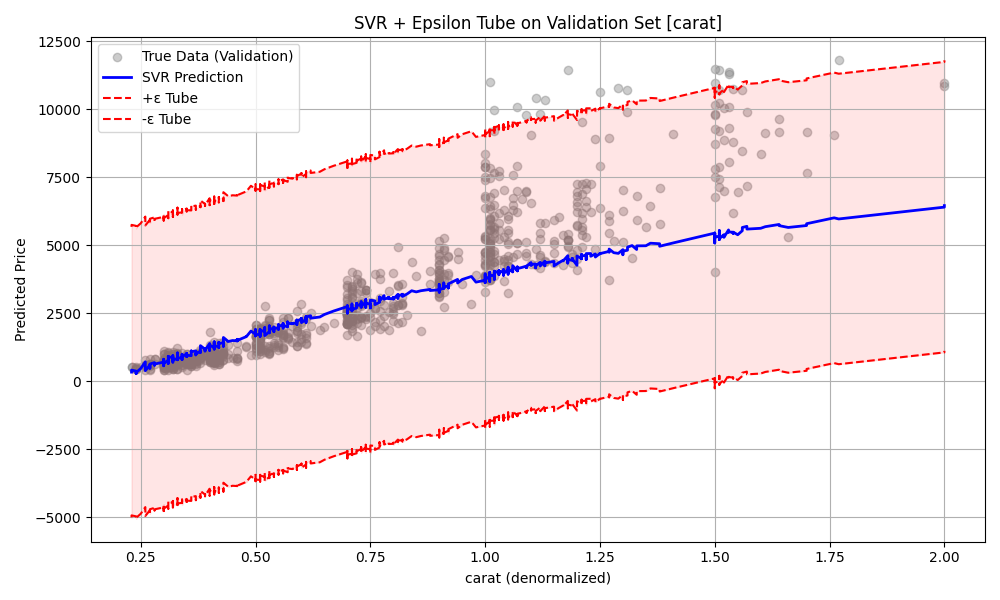 SVR + Epsilon Tube on Validation Set [carat]
12500
10000
7500
5000
2500
0
−2500
−5000
Predicted Price
True Data (Validation)
SVR Prediction
+ε Tube
-ε Tube
0.25 0.50 0.75 1.00 1.25 1.50 1.75 2.00
carat (denormalized)